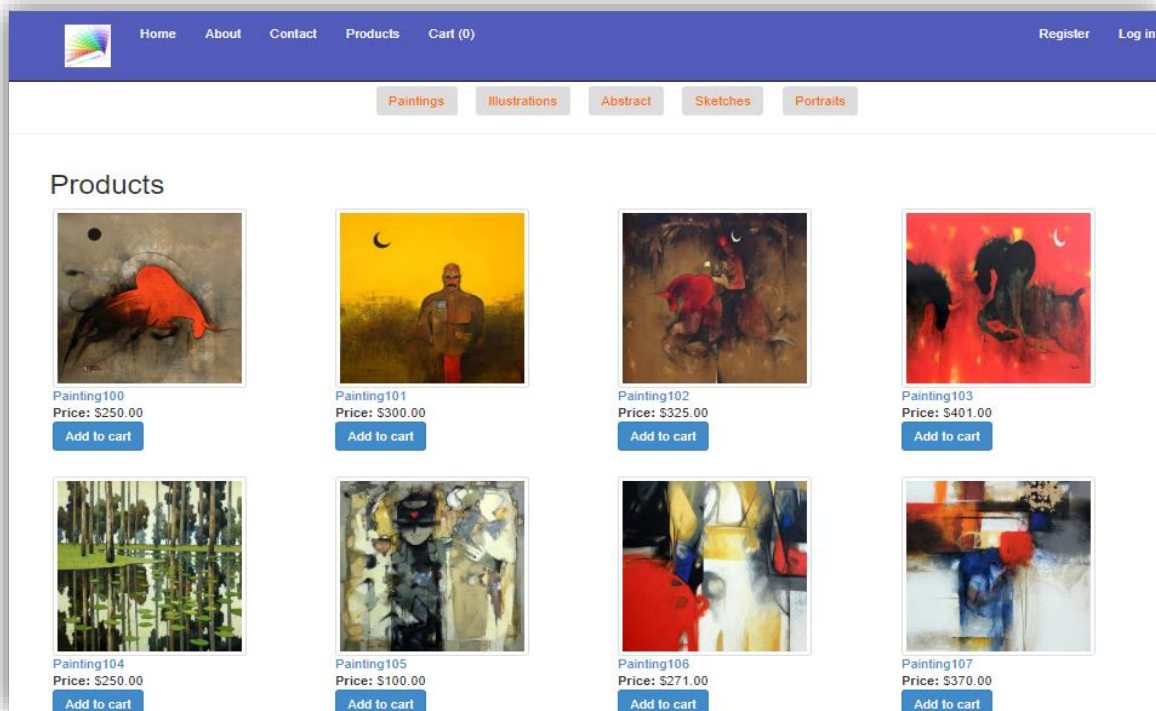 Home About Contact Products Cart (0) Register Log in
Paintings Illustrations Abstract Sketches Portraits
Products
Painting100 Painting101 Painting102 Painting103
Price: $250.00 Price: $300.00 Price: $325.00 Price: $401.00
Add to cart Add to cart Add to cart Add to cart
Painting104 Painting105 Painting106 Painting107
Price: $250.00 Price: $100.00 Price: $271.00 Price: $370.00
Add to cart Add to cart Add to cart Add to cart